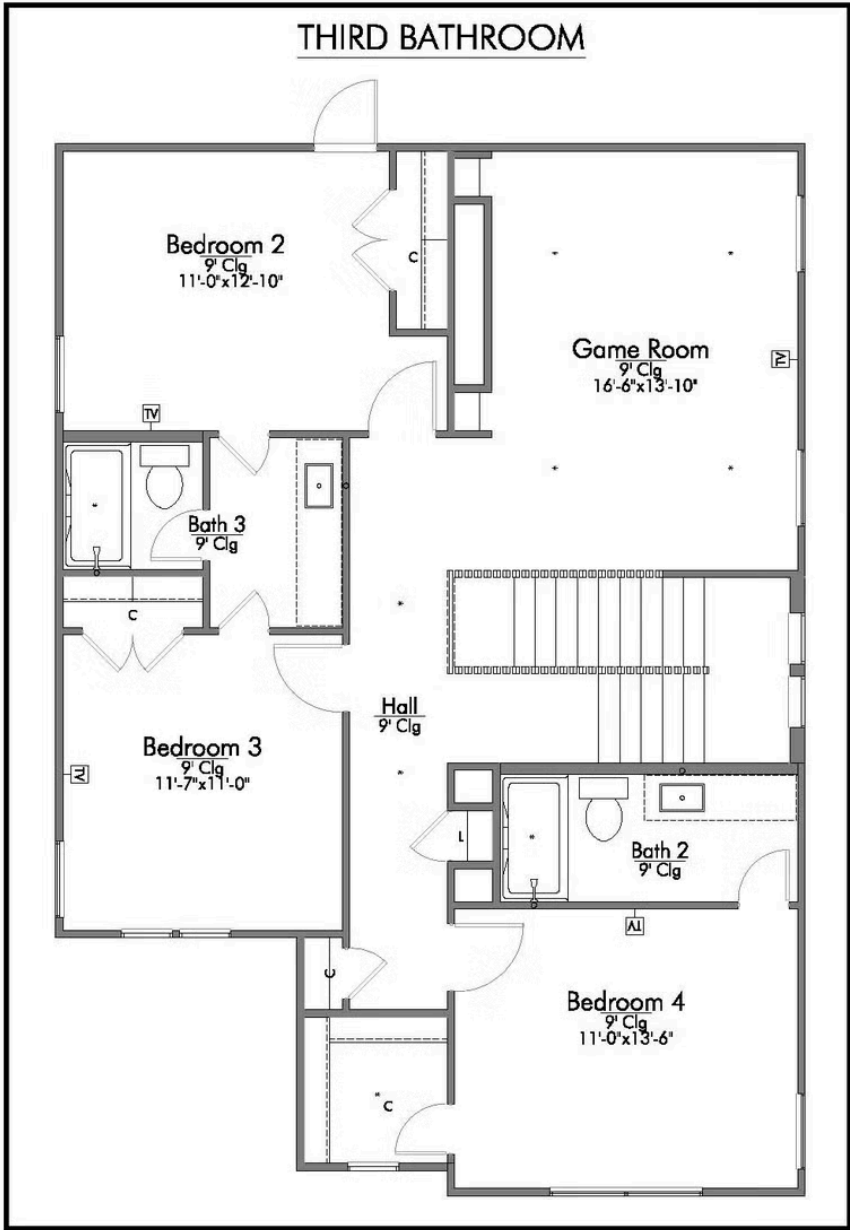 THIRD BATHROOM
Bedroom 2
9' Clg
11'-0"x12'-10"
C
Game Room
9' Clg
16'-6"x13'-10"
TV
TV
Bath 3
9' Clg
C
Hall
9' Clg
Bedroom 3
9' Clg
11'-7"x11'-0"
TV
L
Bath 2
9' Clg
TV
C
Bedroom 4
9' Clg
11'-0"x13'-6"
C